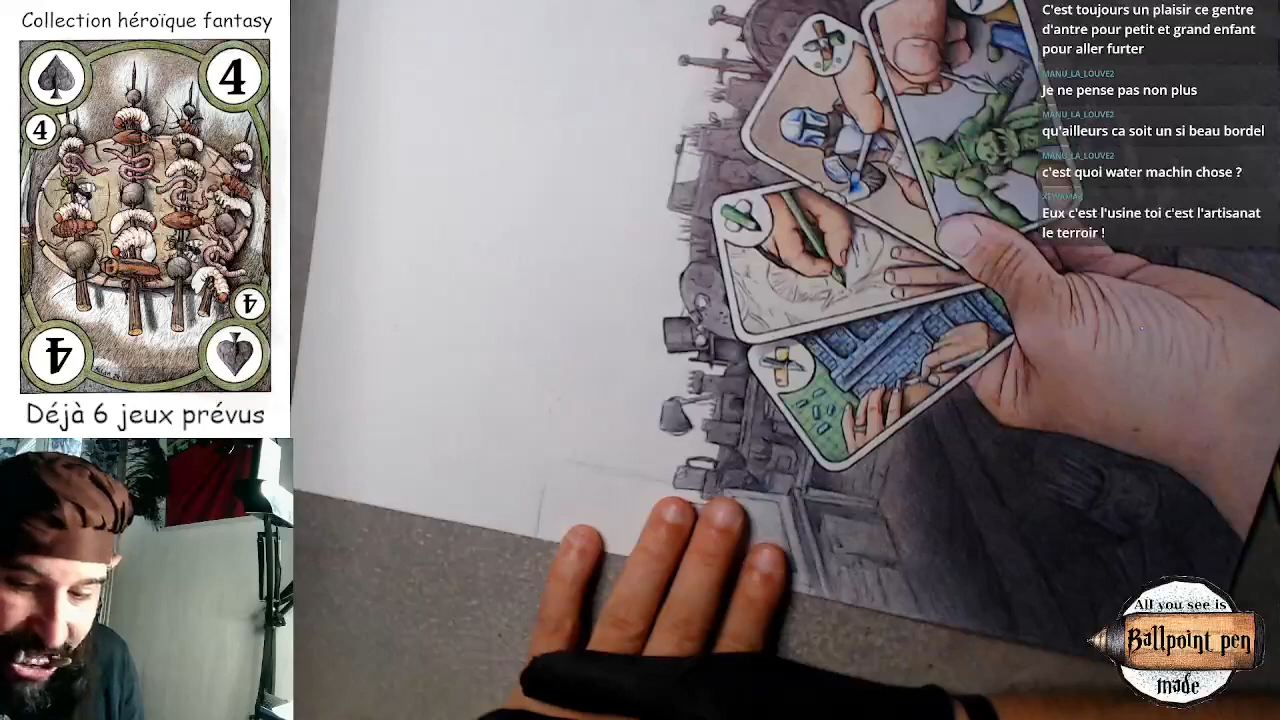 Collection héroïque fantasy
4
4
4
4
Déjà 6 jeux prévus
C'est toujours un plaisir ce gentre
d'antre pour petit et grand enfant
pour aller furter
MANU_LA_LOUVE2
Je ne pense pas non plus
MANU_LA_LOUVE2
qu'ailleurs ca soit un si beau bordel
MANU_LA_LOUVE2
c'est quoi water machin chose ?
Eux c'est l'usine toi c'est l'artisanat
le terroir !
All you see is
Ballpoint pen
made